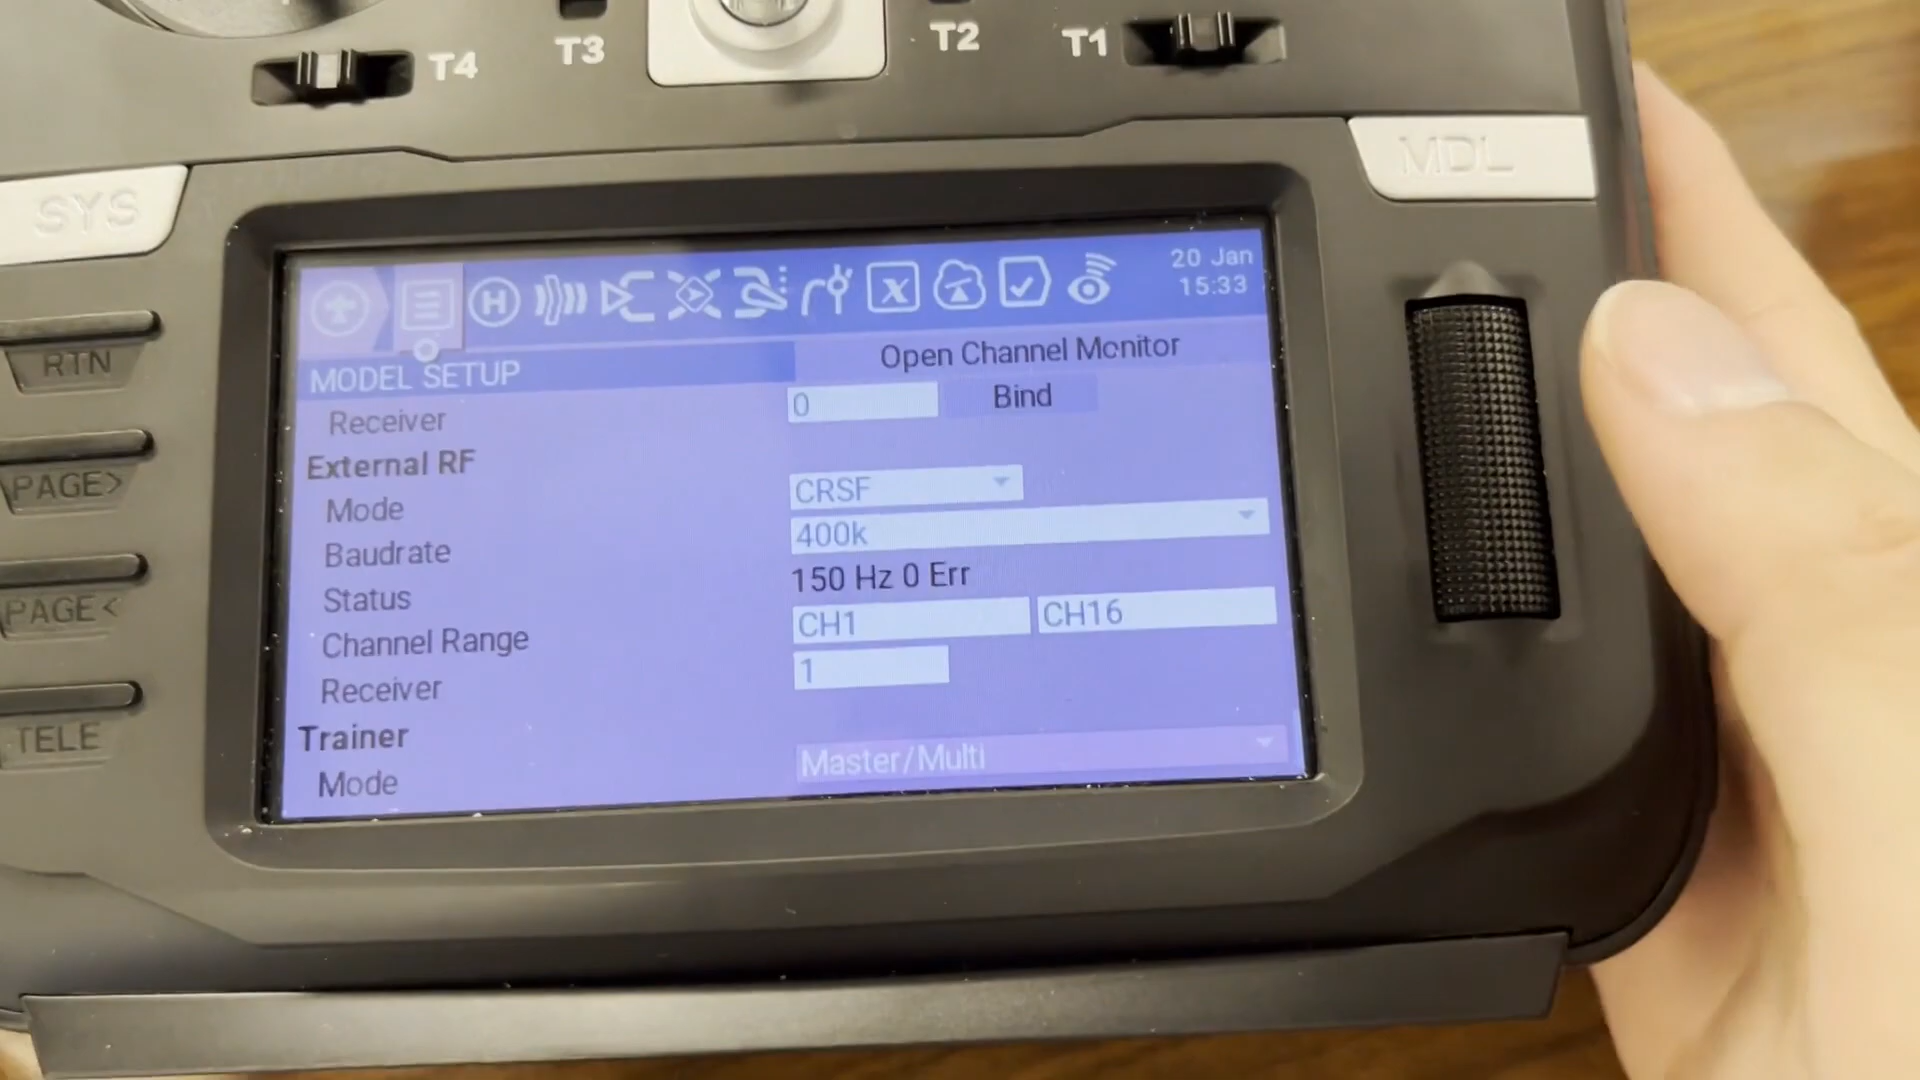 T4 T3 T2 T1
SYS
MDL
RTN
PAGE>
PAGE<
TELE
20 Jan
15:33
MODEL SETUP
Open Channel Monitor
Receiver 0 Bind
External RF
Mode CRSF
Baudrate 400k
Status 150 Hz 0 Err
Channel Range CH1 CH16
Receiver 1
Trainer
Mode Master/Multi